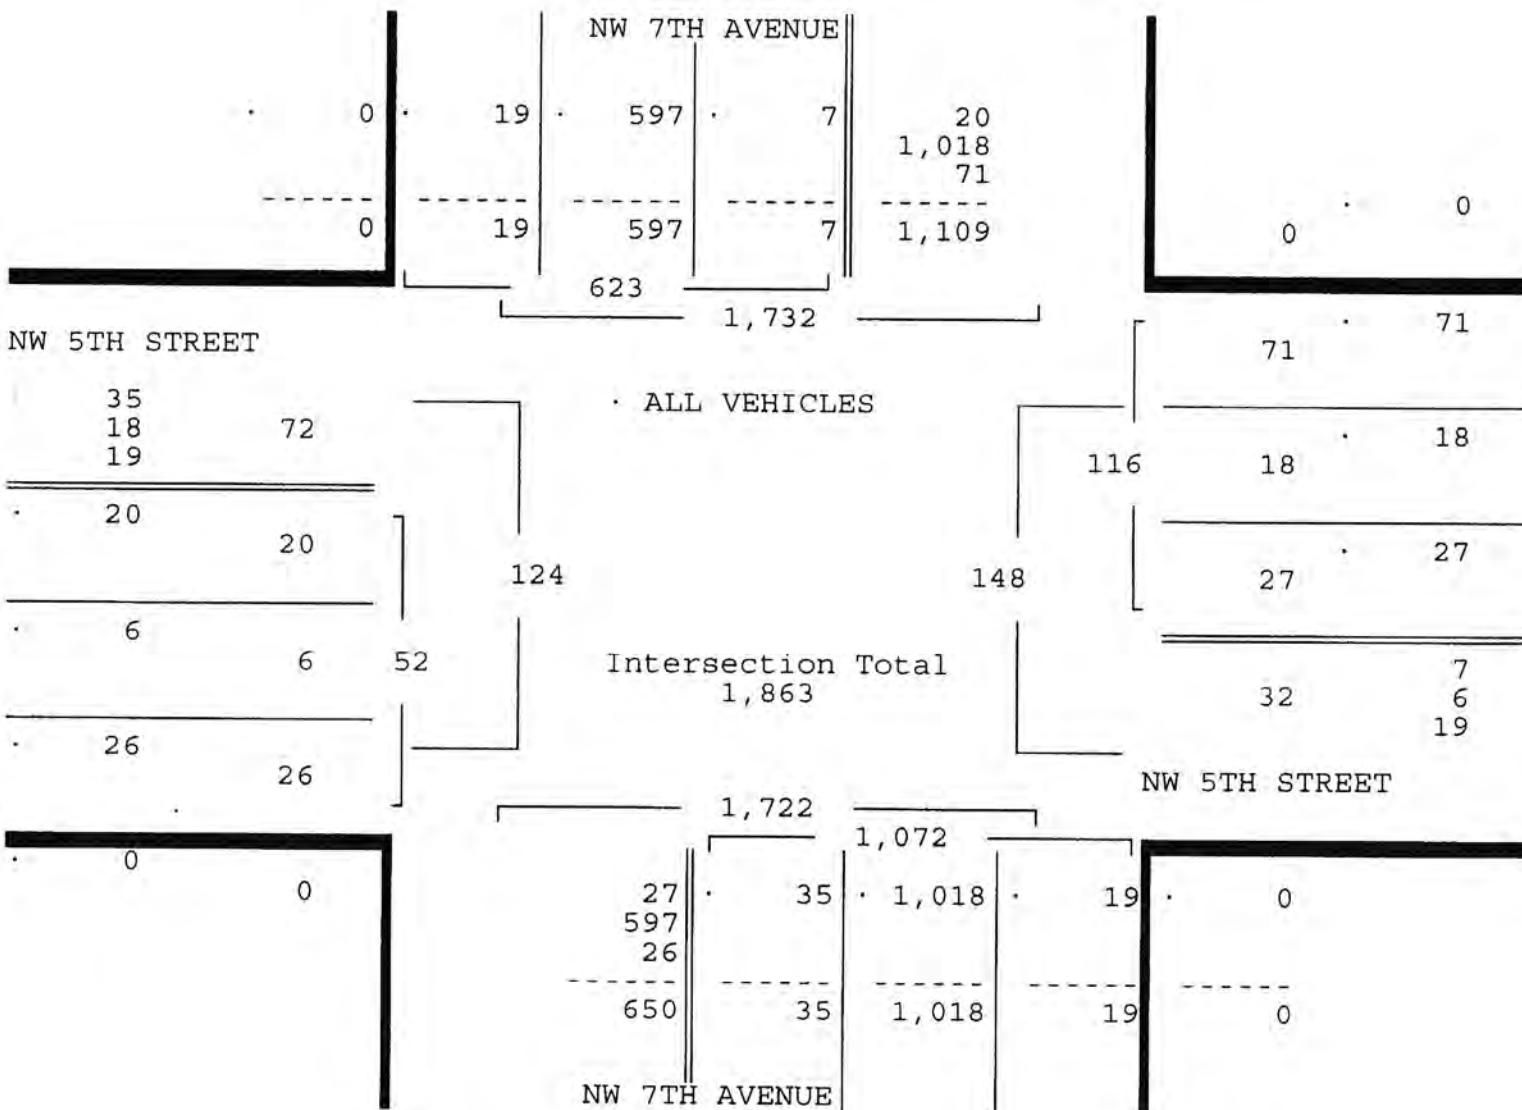 NW 7TH AVENUE
0 19 597 7 20
1,018
71
0 19 597 7 1,109
0
0
623
1,732
NW 5TH STREET
71
71
35
18 72
19
· ALL VEHICLES
18
116 18
20
20
27
124 148 27
6
6 52
Intersection Total
1,863
7
32 6
19
26
26
NW 5TH STREET
1,722
1,072
0
0
27 35 1,018 19 0
597
26
650 35 1,018 19 0
NW 7TH AVENUE